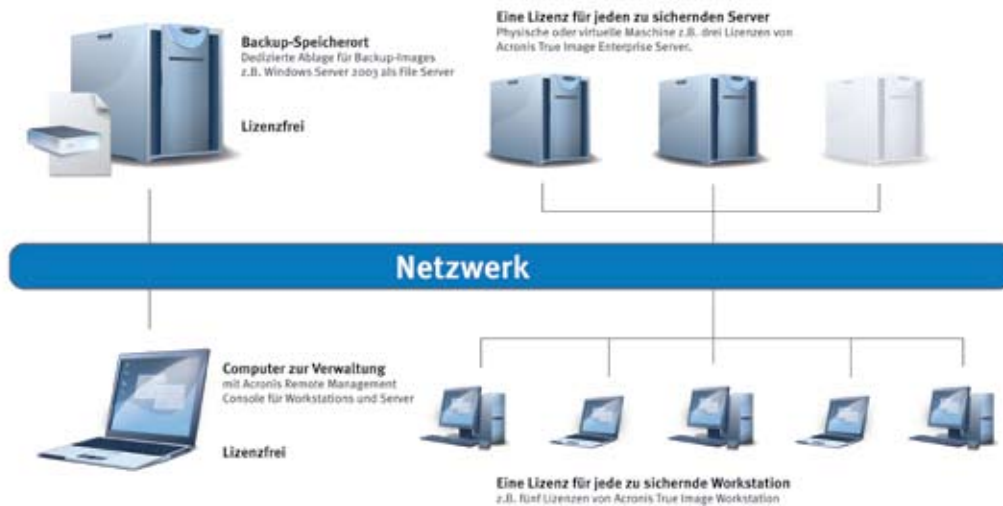 Backup-Speicherort
Dedizierte Ablage für Backup-Images
z.B. Windows Server 2003 als File Server
Lizenzfrei
Eine Lizenz für jeden zu sichernden Server
Physische oder virtuelle Maschine z.B. drei Lizenzen von
Acronis True Image Enterprise Server.
Netzwerk
Computer zur Verwaltung
mit Acronis Remote Management
Console für Workstations und Server
Lizenzfrei
Eine Lizenz für jede zu sichernde Workstation
z.B. fünf Lizenzen von Acronis True Image Workstation